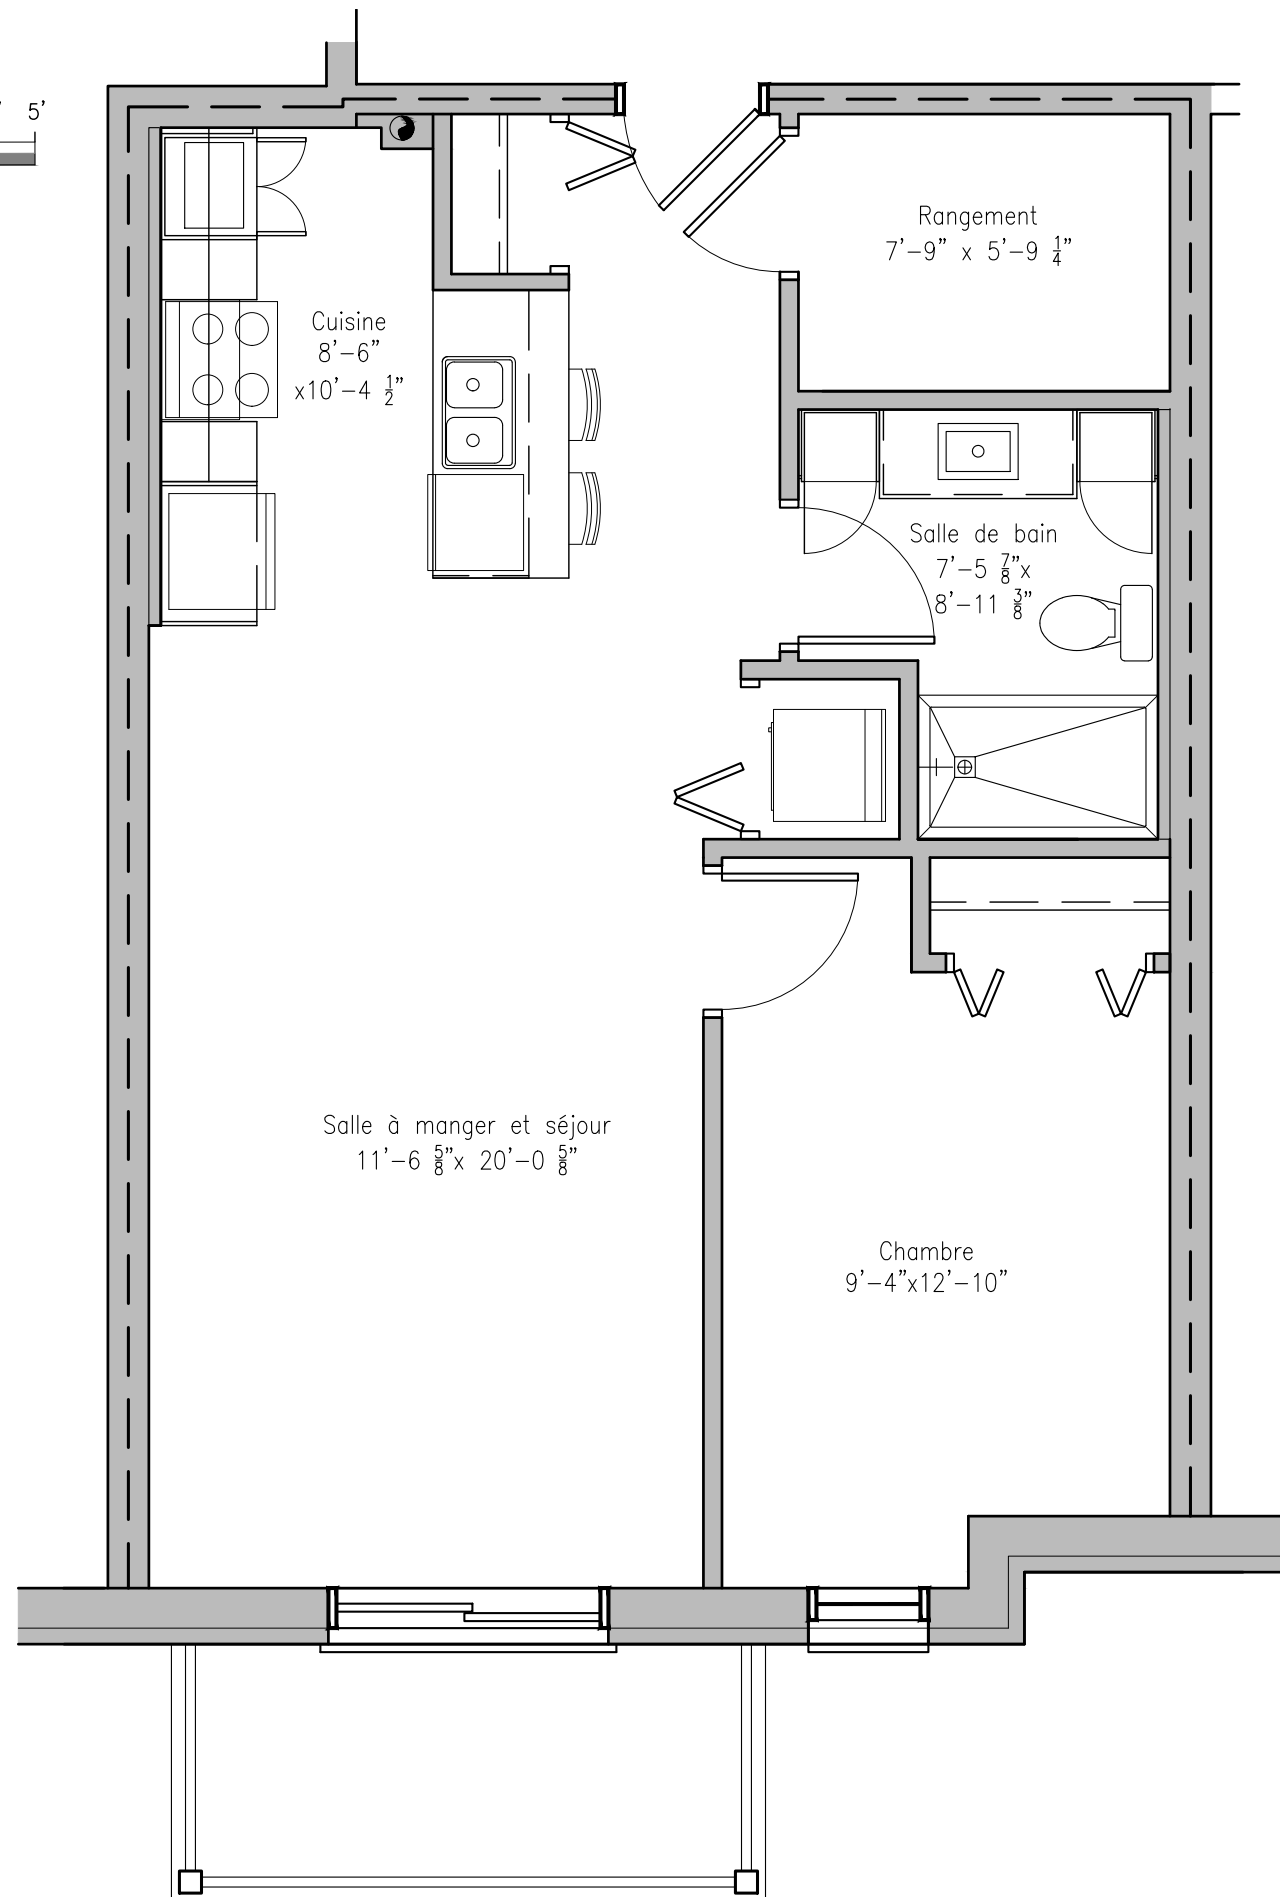 5'
Rangement
7'-9" x 5'-9 1/4"
Cuisine
8'-6"
x10'-4 1/2"
Salle de bain
7'-5 7/8"x
8'-11 3/8"
Salle à manger et séjour
11'-6 5/8"x 20'-0 5/8"
Chambre
9'-4"x12'-10"